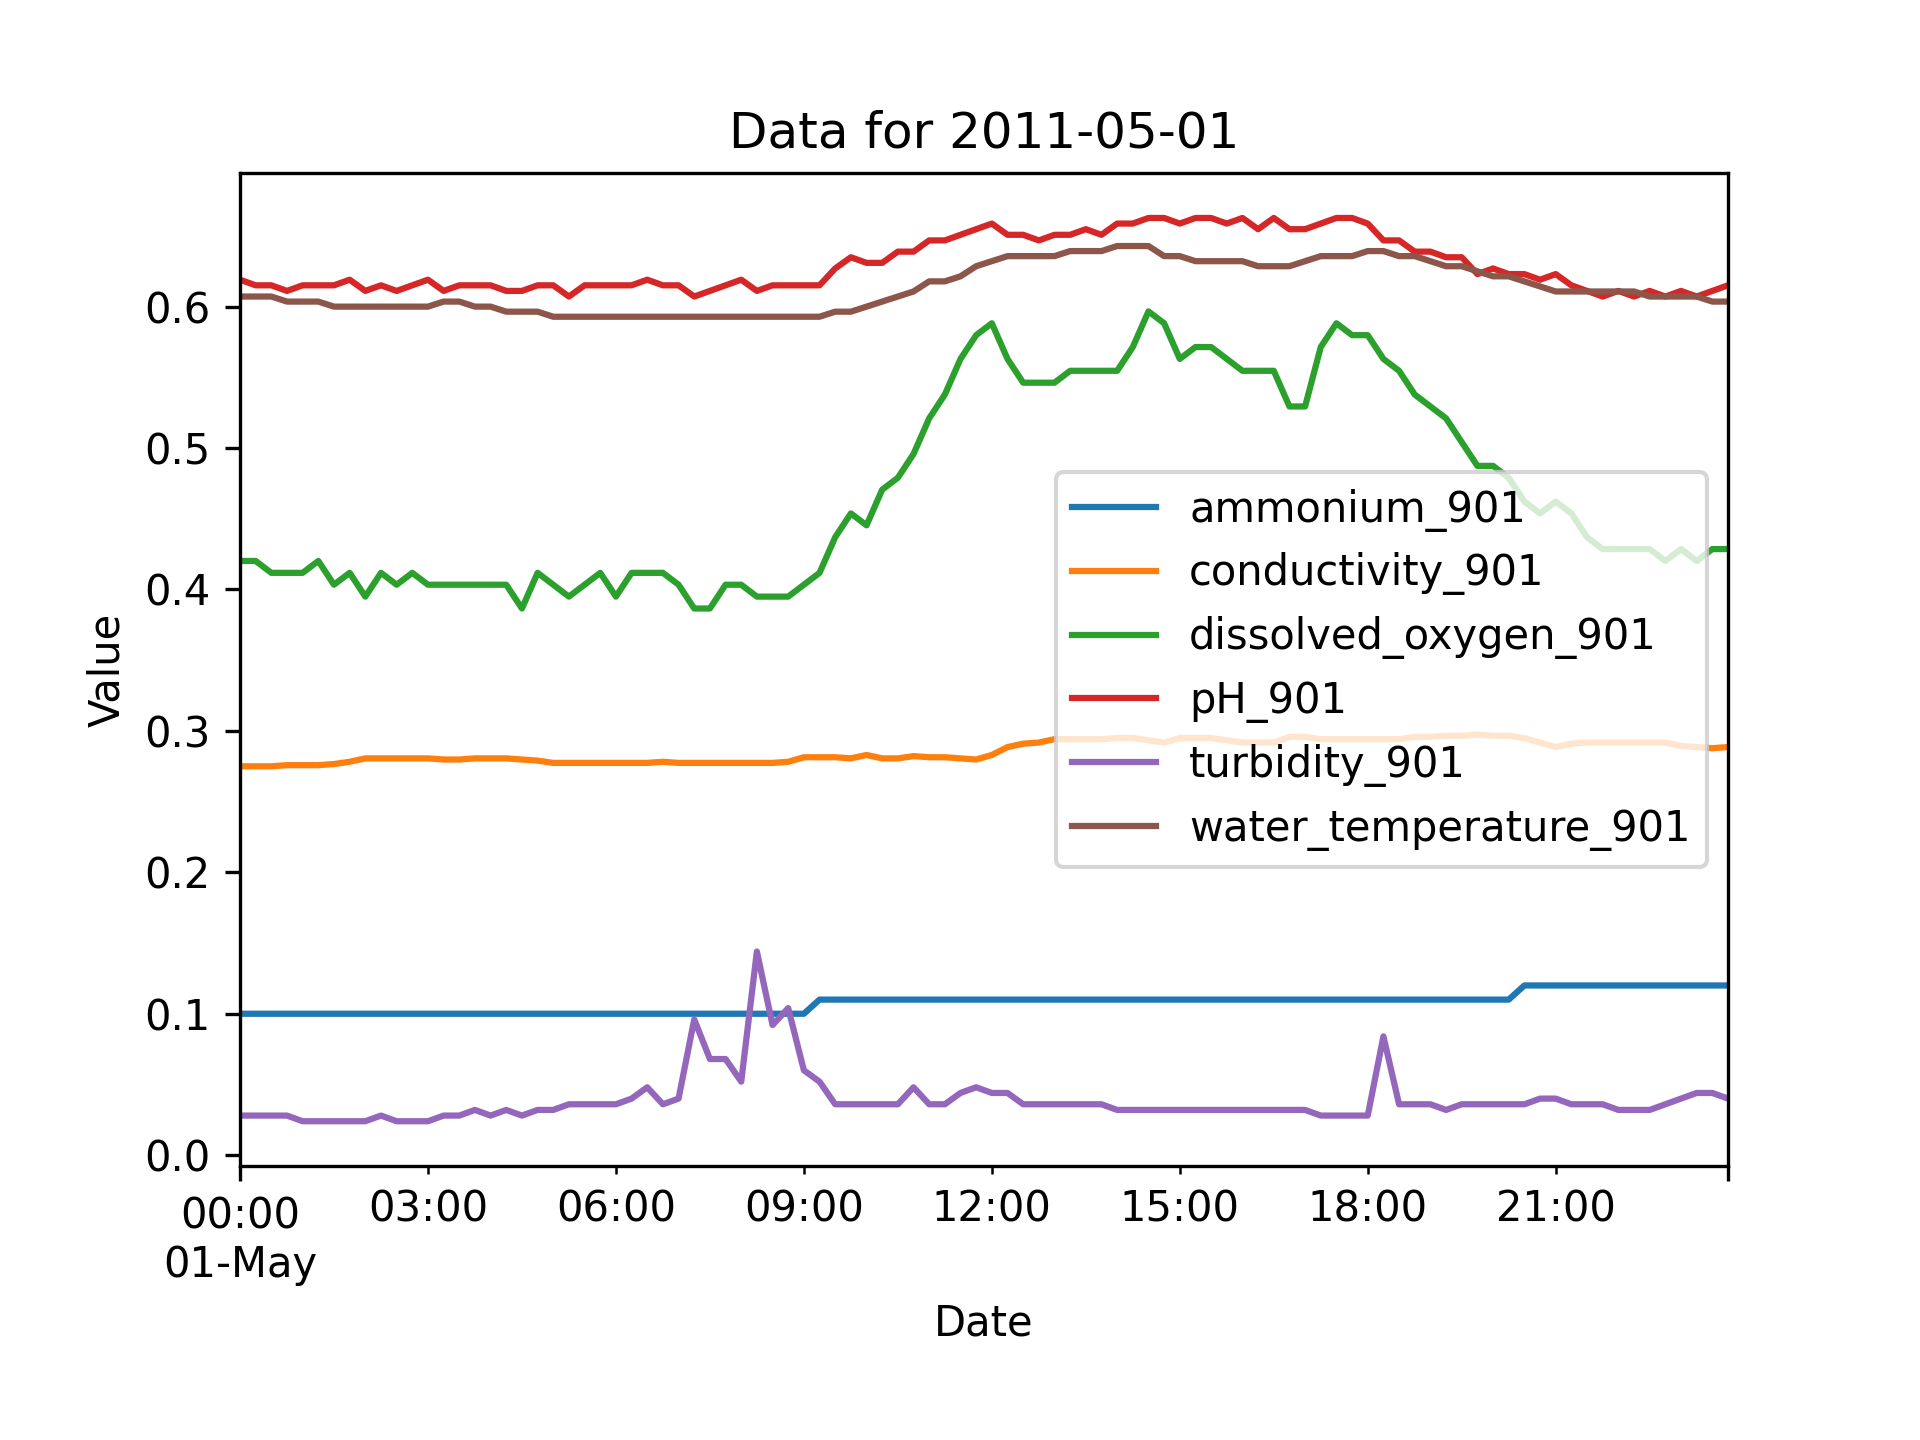 Data for 2011-05-01
Value
0.6
0.5
0.4
0.3
0.2
0.1
0.0
ammonium_901
conductivity_901
dissolved_oxygen_901
pH_901
turbidity_901
water_temperature_901
00:00 03:00 06:00 09:00 12:00 15:00 18:00 21:00
01-May
Date